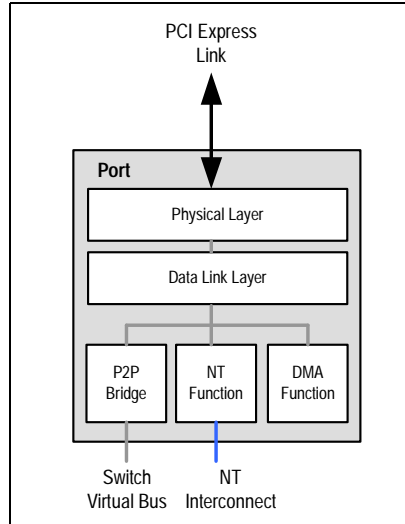 PCI Express
Link
Port
Physical Layer
Data Link Layer
P2P
Bridge
NT
Function
DMA
Function
Switch
Virtual Bus
NT
Interconnect